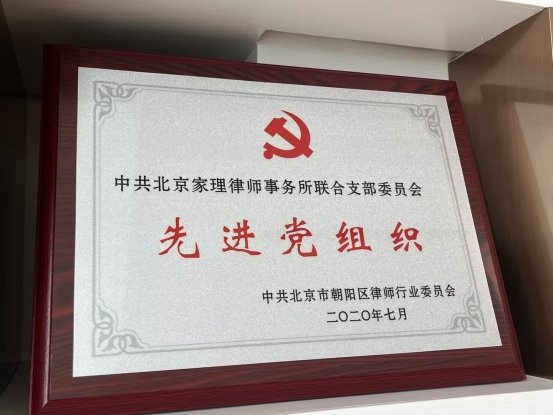 中共北京家理律师事务所联合支部委员会
先进党组织
中共北京市朝阳区律师行业委员会
二〇二〇年七月